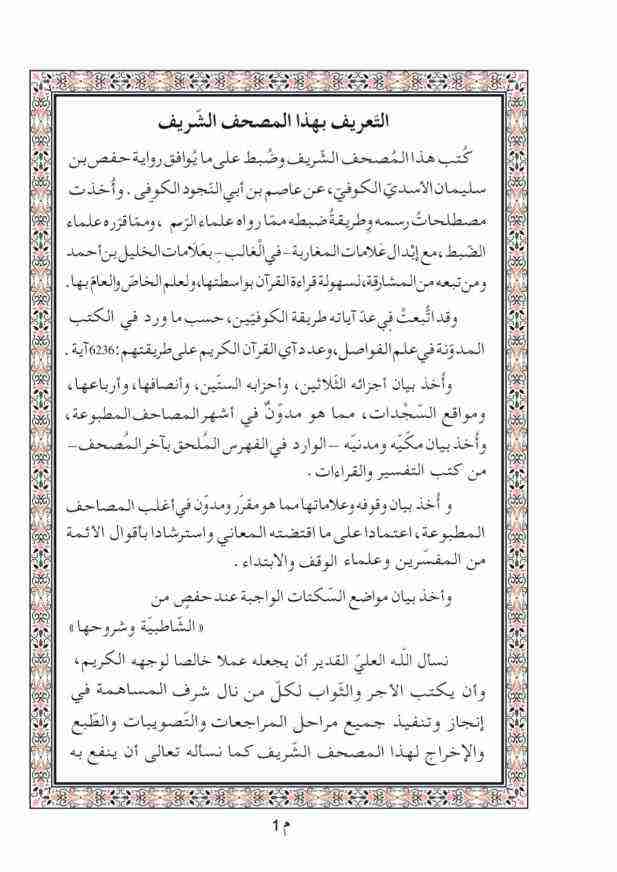 التّعريف بهذا المصحف الشّريف
كُتب هذا المُصحف الشّريف وضُبط على ما يُوافق رواية حفص بن
سليمان الأسديّ الكوفيّ، عن عاصم بن أبي النّجود الكوفى. وأُخذت
مصطلحاتُ رسمه وطريقةُ ضبطه ممّا رواه علماء الرّسم، وممّا قرّره علماء
الضّبط، مع إبْدال عَلامات المغاربة - في الْغالب - بعَلَامات الخليل بن أحمد
ومن تبعه من المشارقة، لسهولة قراءة القرآن بواسطتها، ولعلم الخاصّ والعامّ بها.
وقد اتُّبعتْ فِي عدّ آياته طريقة الكوفيّين، حسب ما ورد في الكتب
المدوّنة في علم الفواصل، وعدد آي القرآن الكريم على طريقتهم: 6236 آية.
وأُخذ بيان أجزائه الثّلاثين، وأحزابه الستّين، وأنصافها، وأرباعها،
ومواقع السّجْدات، مما هو مدوّنٌ في أشهر المصاحف المطبوعة،
وأُخذ بيان مكّيّه ومدنيّه - الوارد في الفهرس المُلحق بآخر المُصحف -
من كتب التفسير والقراءات.
و أُخذ بيان وقوفه وعلاماتها مما هو مقرّر ومدوّن في أغلب المصاحف
المطبوعة، اعتمادا على ما اقتضته المعاني واسترشادا بأقوال الائمة
من المفسّرين وعلماء الوقف والابتداء.
وأخذ بيان مواضع السّكتات الواجبة عند حفصٍ من
«الشّاطبيّة وشروحها»
نسأل اللّه العليّ القدير أن يجعله عملا خالصا لوجهه الكريم،
وأن يكتب الأجر والثّواب لكلّ من نال شرف المساهمة في
إنجاز وتنفيذ جميع مراحل المراجعات والتّصويبات والطّبع
والإخراج لهذا المصحف الشّريف كما نسأله تعالى أن ينفع به
م 1